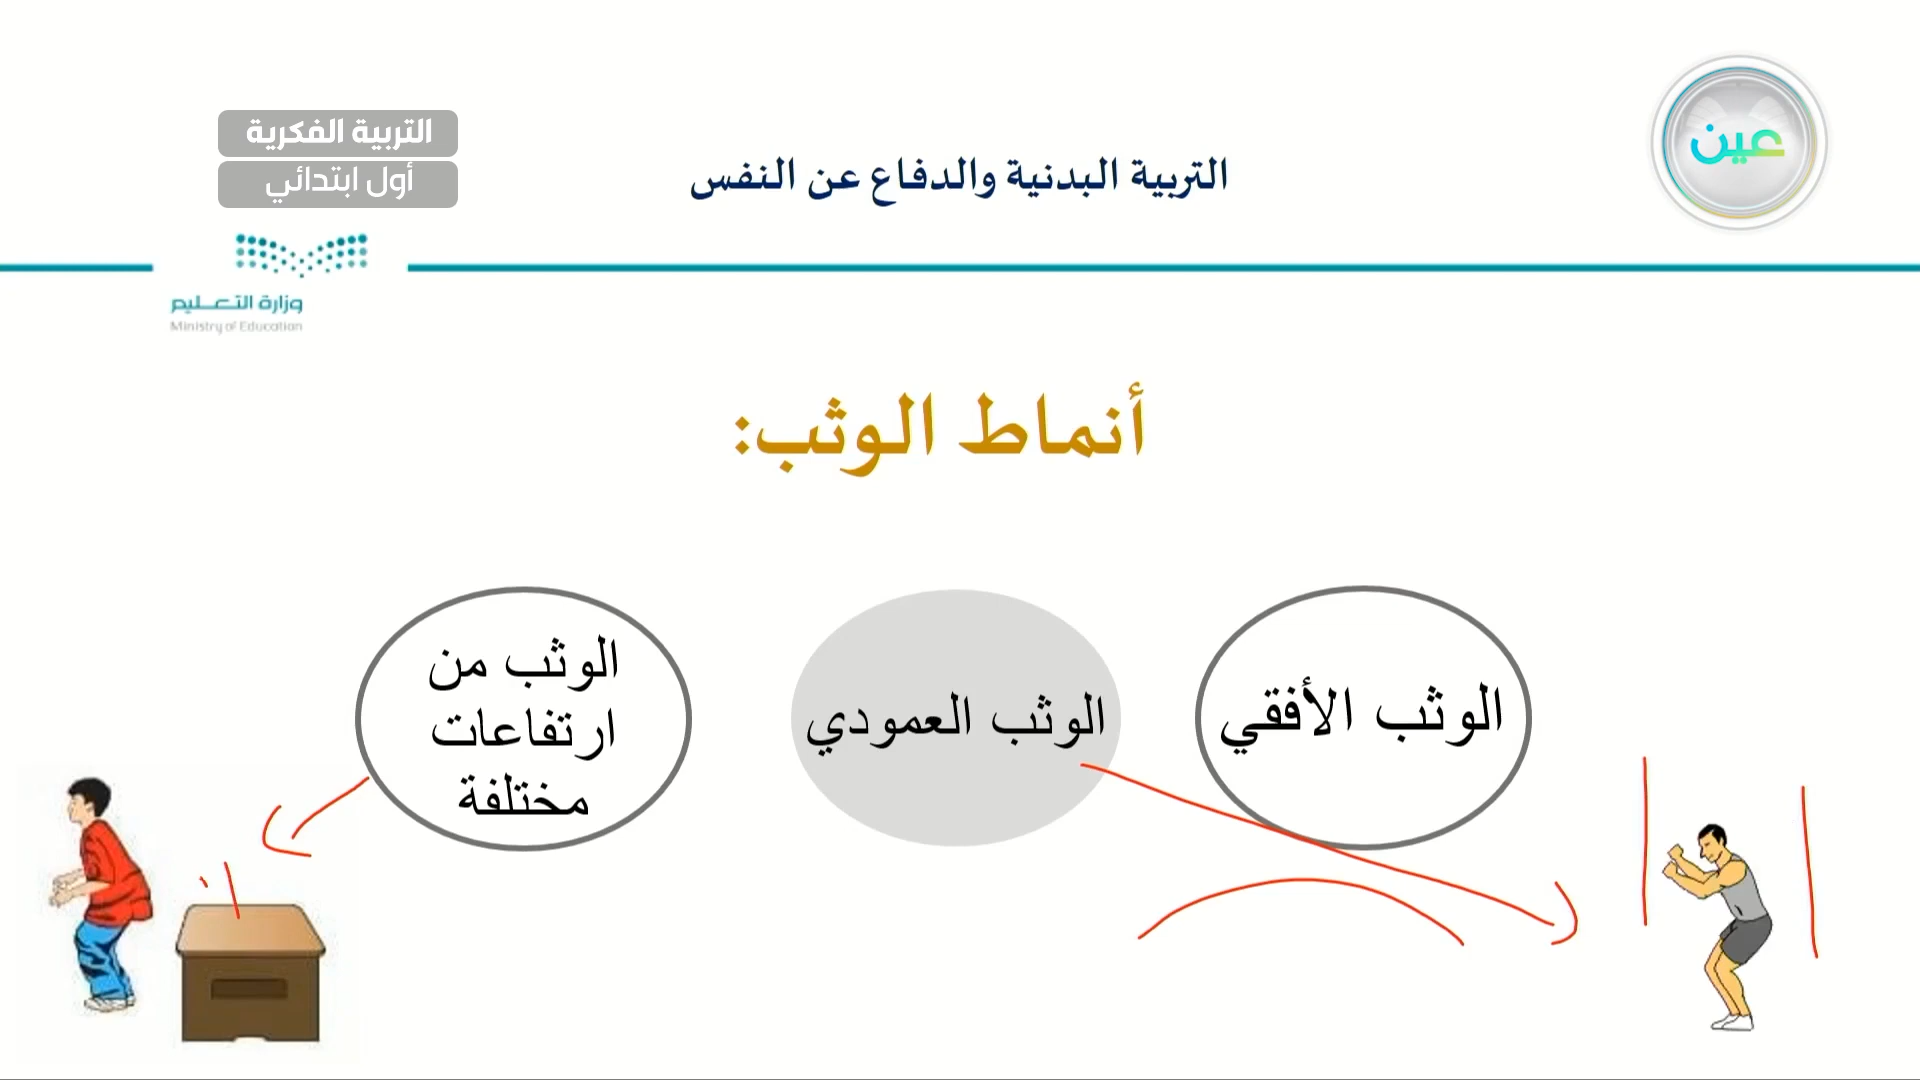 عين
التربية الفكرية
أول ابتدائي
التربية البدنية والدفاع عن النفس
وزارة التعليم
Ministry of Education
أنماط الوثب:
الوثب الأفقي
الوثب العمودي
الوثب من
ارتفاعات
مختلفة